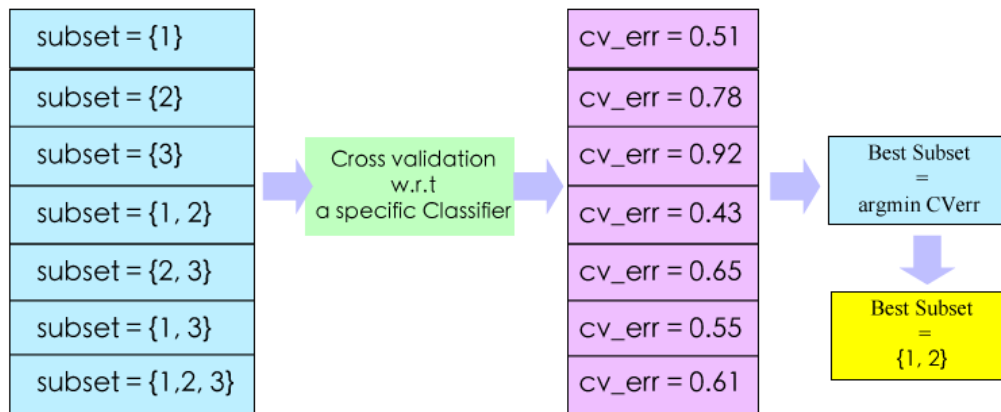 subset = {1}
subset = {2}
subset = {3}
subset = {1, 2}
subset = {2, 3}
subset = {1, 3}
subset = {1,2, 3}
Cross validation
w.r.t
a specific Classifier
cv_err = 0.51
cv_err = 0.78
cv_err = 0.92
cv_err = 0.43
cv_err = 0.65
cv_err = 0.55
cv_err = 0.61
Best Subset
=
argmin CVerr
Best Subset
=
{1, 2}